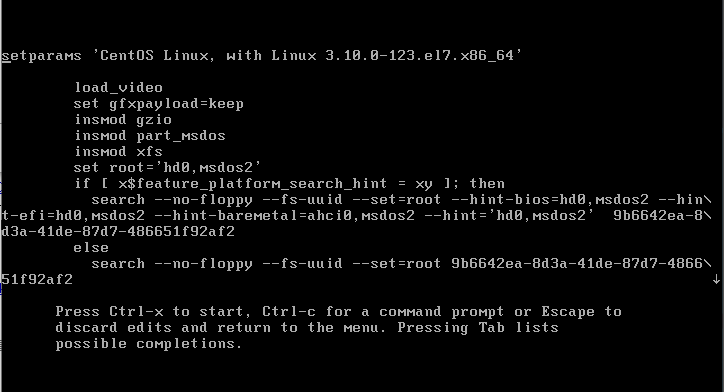 setparams 'CentOS Linux, with Linux 3.10.0-123.el7.x86_64'
load_video
set gfxpayload=keep
insmod gzio
insmod part_msdos
insmod xfs
set root='hd0,msdos2'
if [ x$feature_platform_search_hint = xy ]; then
search --no-floppy --fs-uuid --set=root --hint-bios=hd0,msdos2 --hin\
t-efi=hd0,msdos2 --hint-baremetal=ahci0,msdos2 --hint='hd0,msdos2'  9b6642ea-8\
d3a-41de-87d7-486651f92af2
else
search --no-floppy --fs-uuid --set=root 9b6642ea-8d3a-41de-87d7-4866\
51f92af2 ↓
Press Ctrl-x to start, Ctrl-c for a command prompt or Escape to
discard edits and return to the menu. Pressing Tab lists
possible completions.